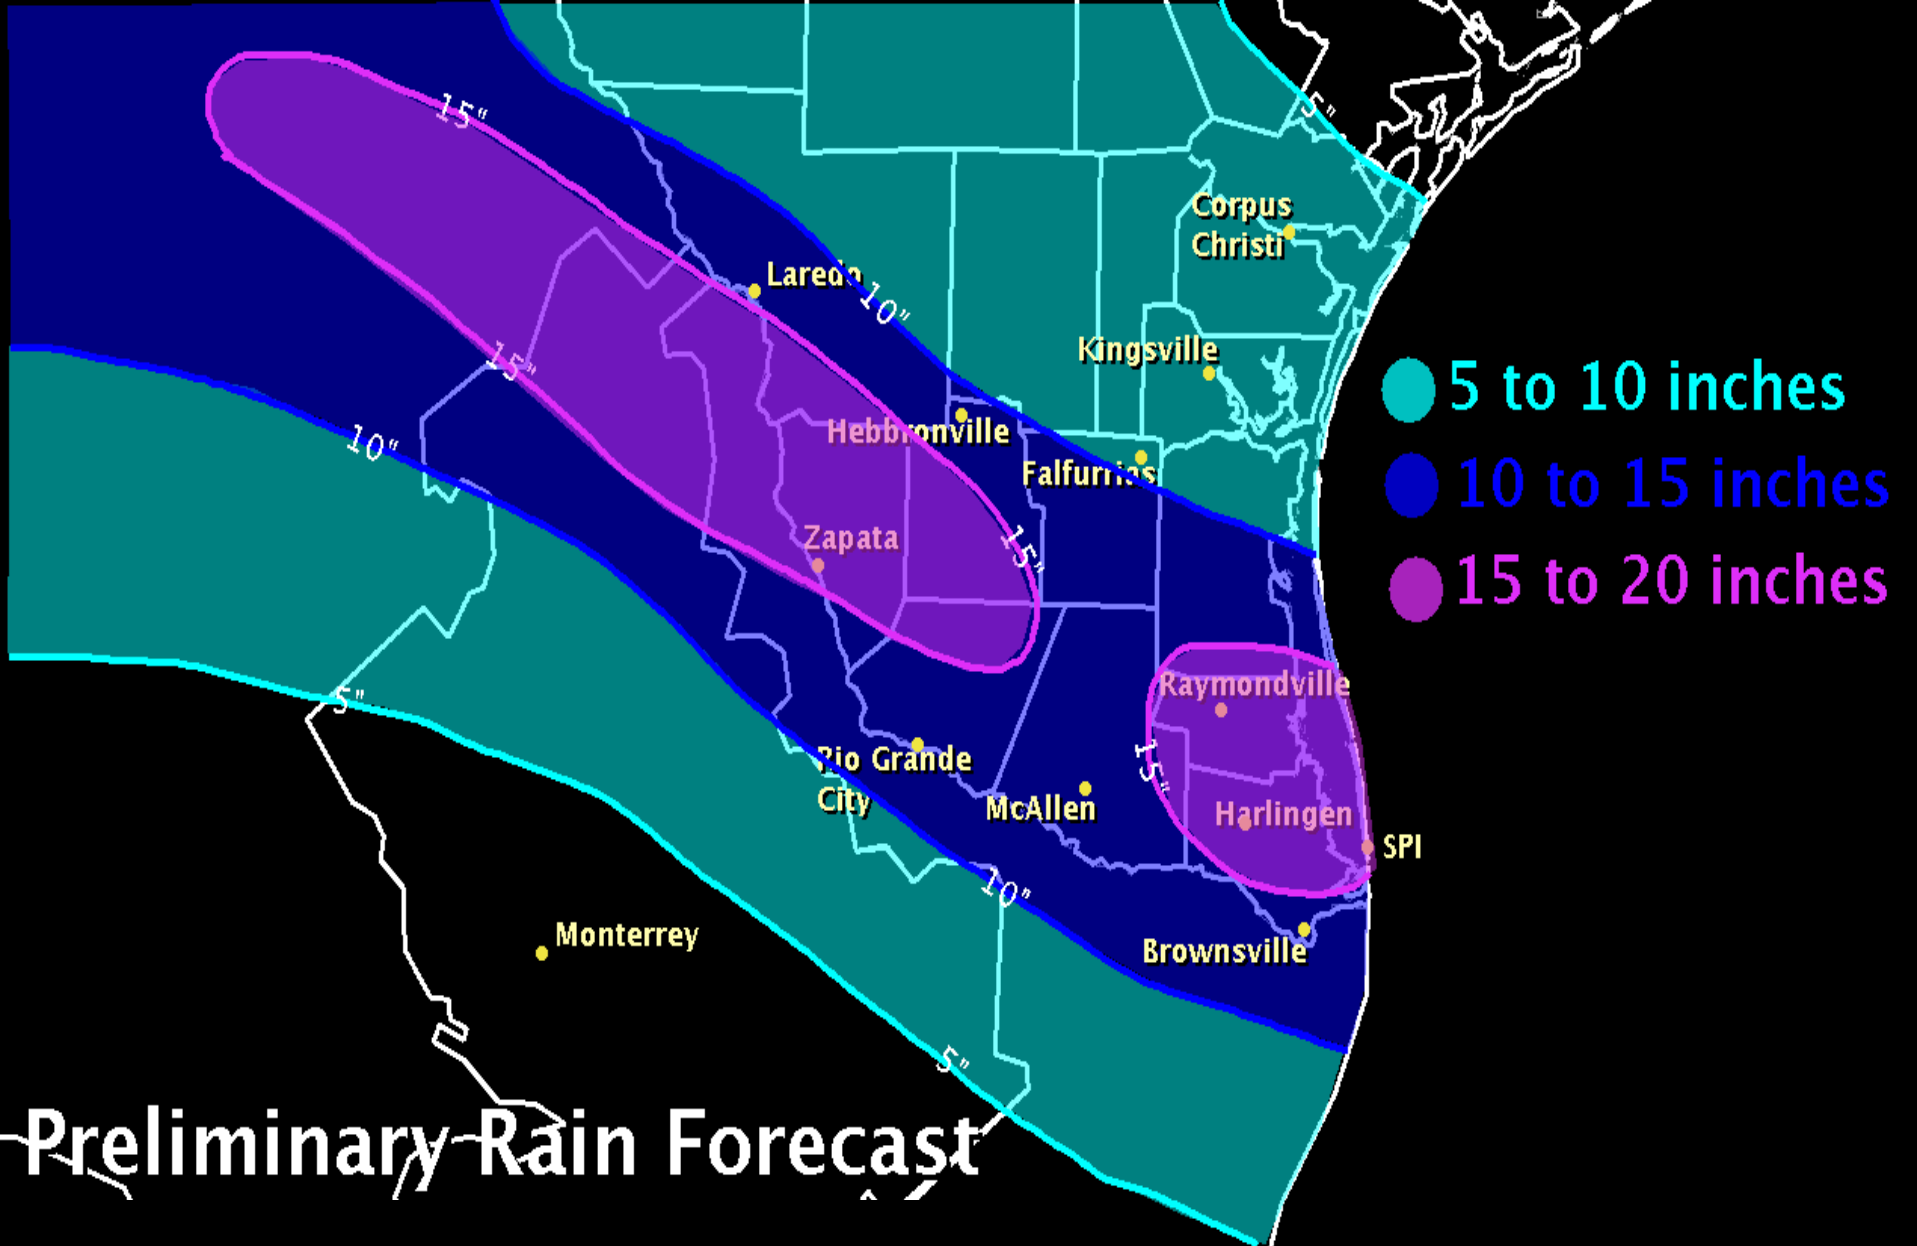 15"
5"
Corpus
Christi
Laredo
10"
Kingsville
15"
5 to 10 inches
10"
Hebbronville
Falfurrias
10 to 15 inches
Zapata
15"
15 to 20 inches
5"
Raymondville
Rio Grande
City
15"
McAllen
Harlingen
SPI
10"
Monterrey
Brownsville
5"
Preliminary Rain Forecast